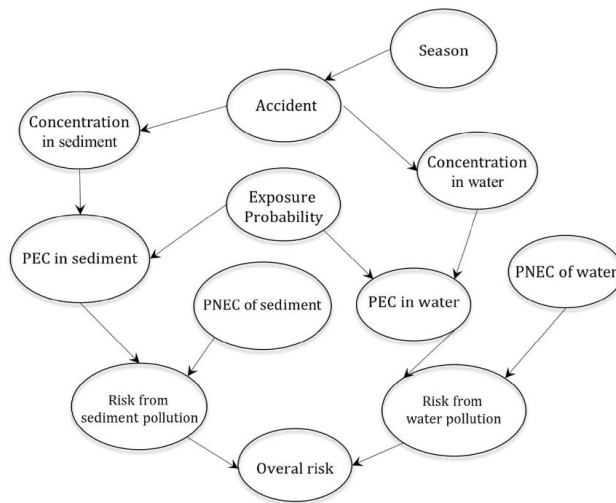 Season
Accident
Concentration
in sediment
Concentration
in water
Exposure
Probability
PEC in sediment
PNEC of water
PNEC of sediment
PEC in water
Risk from
sediment pollution
Risk from
water pollution
Overal risk